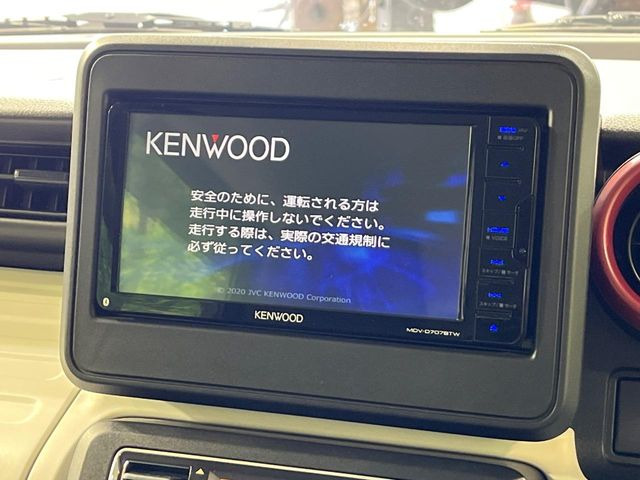 KENWOOD
安全のために、運転される方は
走行中に操作しないでください。
走行する際は、実際の交通規制に
必ず従ってください。
© 2020 JVC KENWOOD Corporation
KENWOOD
MDV-D707BTW
AV
VOICE